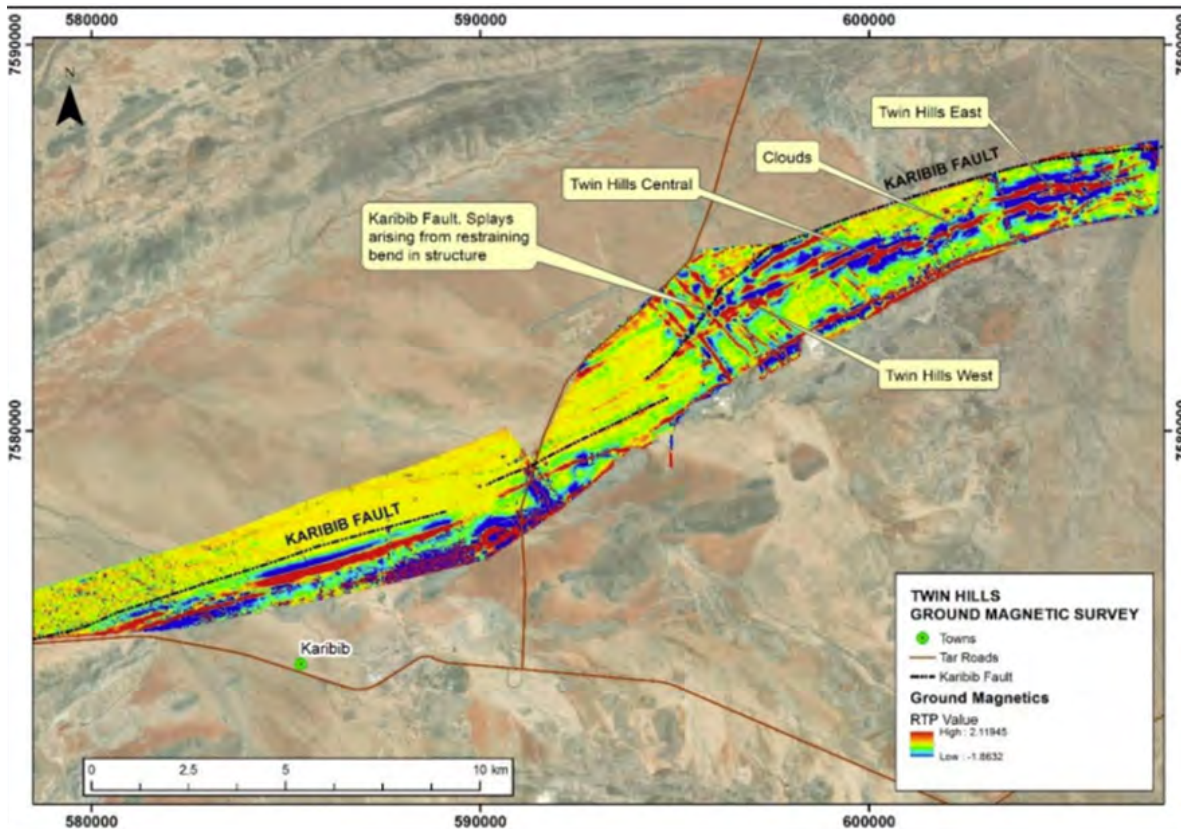 580000
590000
600000
7590000
7590000
N
Twin Hills East
Clouds
KARIBIB FAULT
Twin Hills Central
Karibib Fault. Splays
arising from restraining
bend in structure
Twin Hills West
7580000
7580000
KARIBIB FAULT
Karibib
TWIN HILLS
GROUND MAGNETIC SURVEY
Towns
Tar Roads
Karibib Fault
Ground Magnetics
RTP Value
High : 2.11945
Low : -1.8632
0 2.5 5 10 km
580000
590000
600000